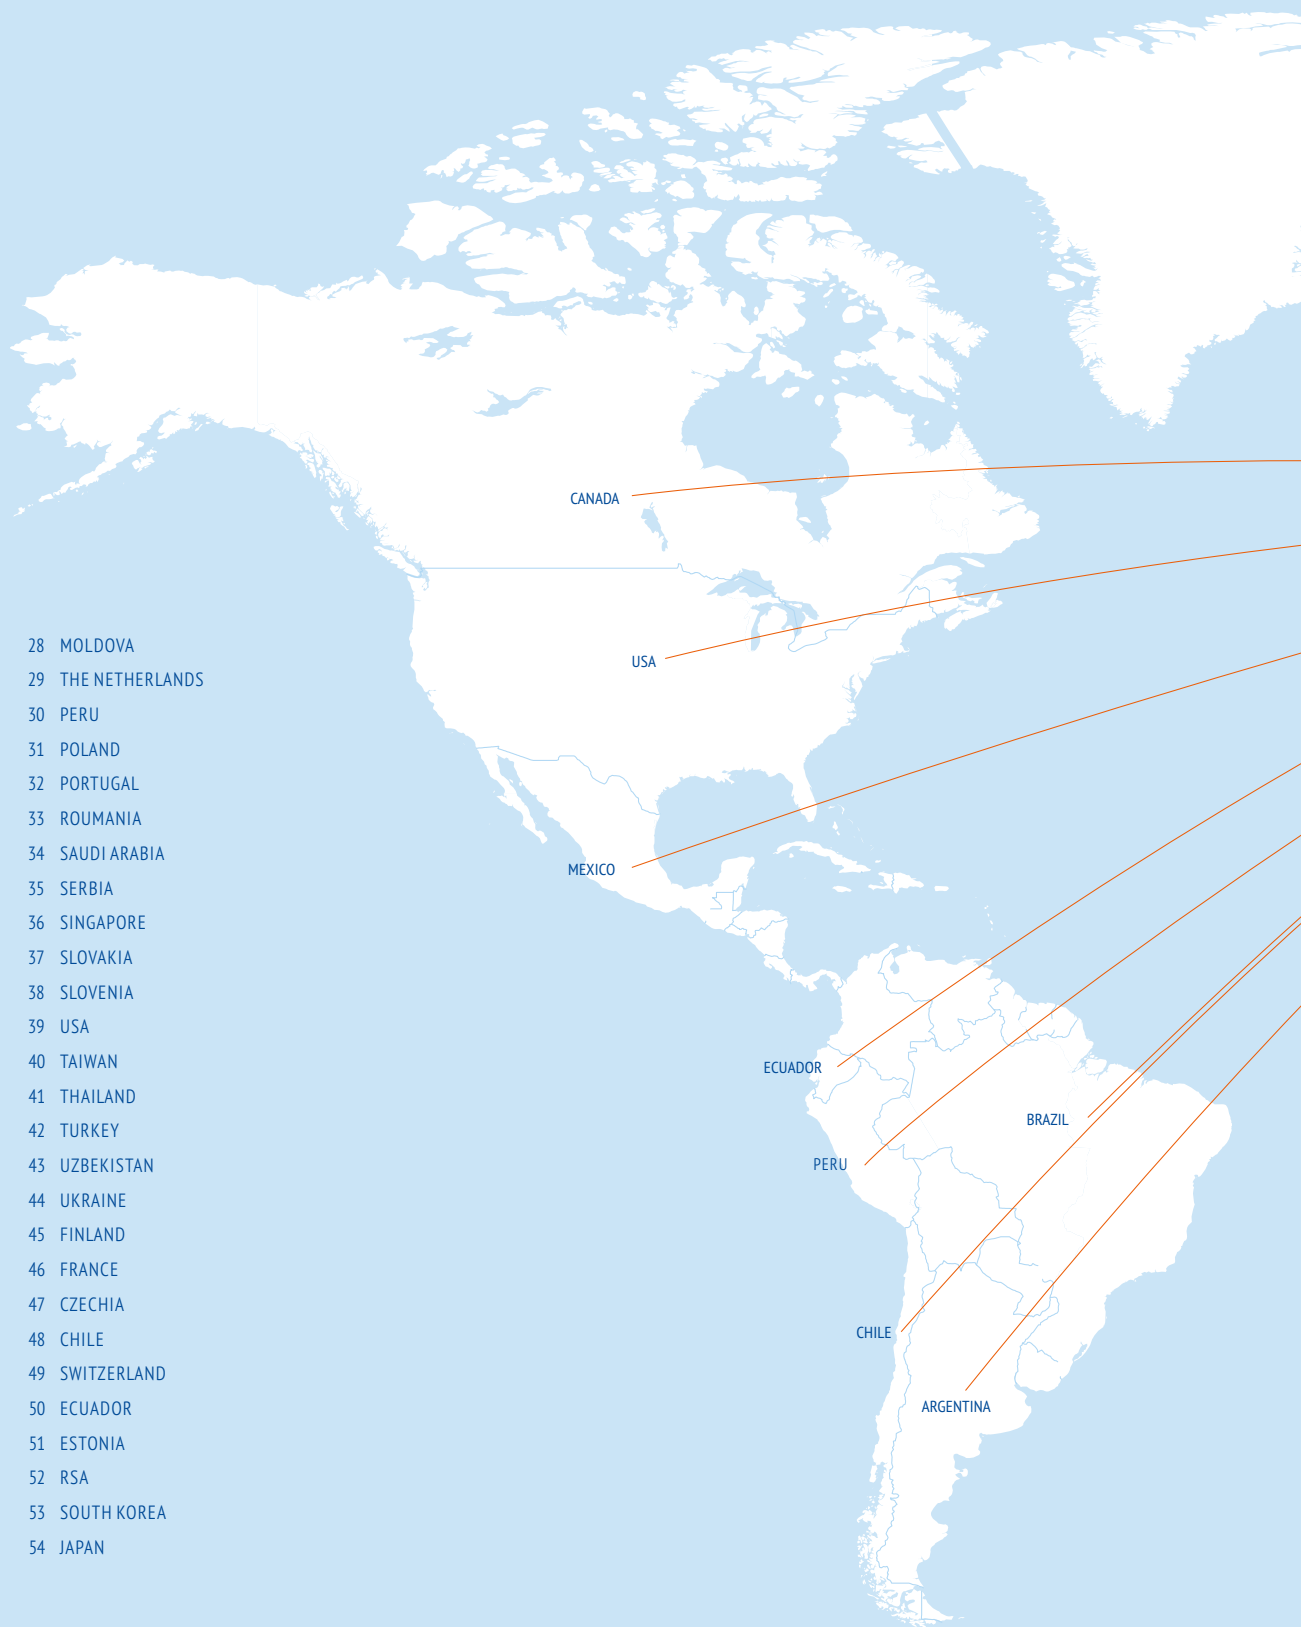 CANADA
USA
MEXICO
ECUADOR
BRAZIL
PERU
CHILE
ARGENTINA
28 MOLDOVA
29 THE NETHERLANDS
30 PERU
31 POLAND
32 PORTUGAL
33 ROUMANIA
34 SAUDI ARABIA
35 SERBIA
36 SINGAPORE
37 SLOVAKIA
38 SLOVENIA
39 USA
40 TAIWAN
41 THAILAND
42 TURKEY
43 UZBEKISTAN
44 UKRAINE
45 FINLAND
46 FRANCE
47 CZECHIA
48 CHILE
49 SWITZERLAND
50 ECUADOR
51 ESTONIA
52 RSA
53 SOUTH KOREA
54 JAPAN